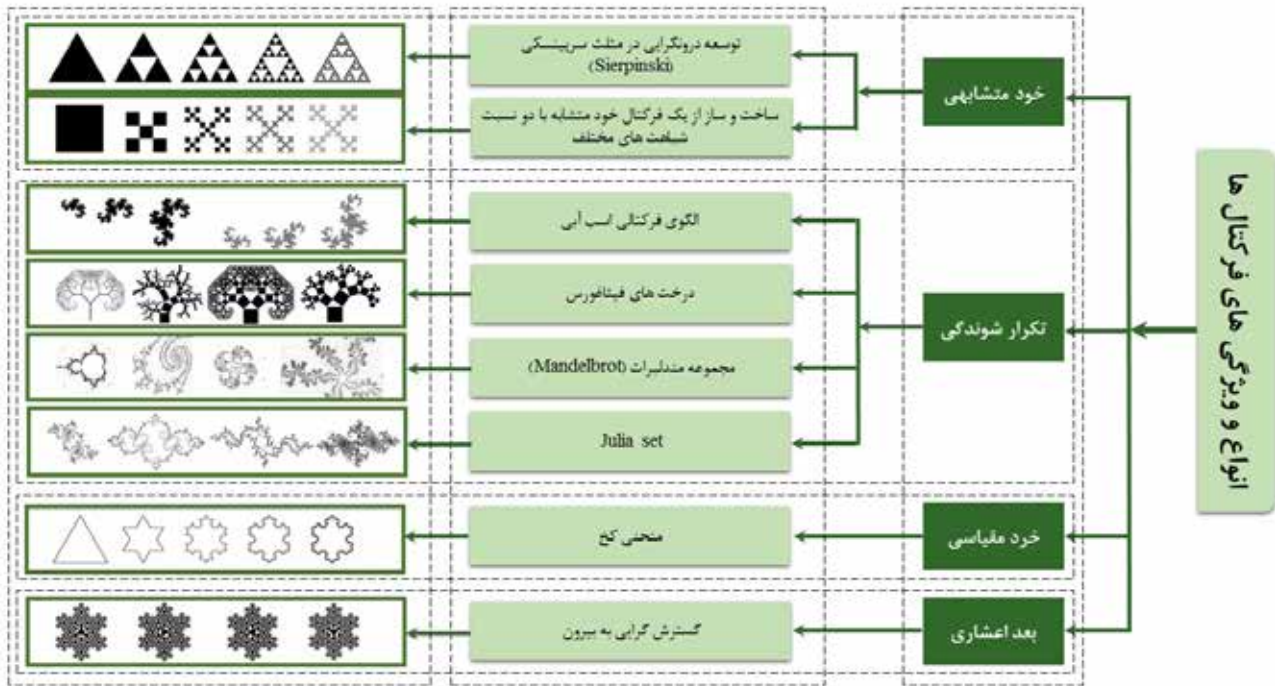 انواع و ویژگی های فرکتال ها
خود متشابهی
توسعه درونگرایی در مثلث سرپینسکی
(Sierpinski)
ساخت و ساز از یک فرکتال خود متشابه با دو نسبت
شباهت های مختلف
تکرار شوندگی
الگوی فرکتالی اسب آبی
درخت های فیثاغورس
مجموعه مندلبرات (Mandelbrot)
Julia set
خرد مقیاسی
منحنی کخ
بعد اعشاری
گسترش گرایی به بیرون